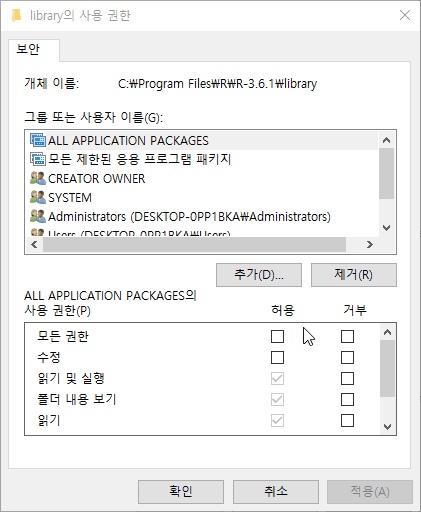 library의 사용 권한
보안
개체 이름: C:₩Program Files₩R₩R-3.6.1₩library
그룹 또는 사용자 이름(G):
ALL APPLICATION PACKAGES
모든 제한된 응용 프로그램 패키지
CREATOR OWNER
SYSTEM
Administrators (DESKTOP-0PP1BKA₩Administrators)
Users (DESKTOP-0PP1BKA₩Users)
추가(D)... 제거(R)
ALL APPLICATION PACKAGES의
사용 권한(P) 허용 거부
모든 권한
수정
읽기 및 실행
폴더 내용 보기
읽기
확인 취소 적용(A)